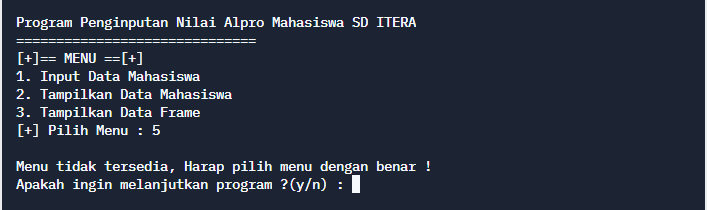 Program Penginputan Nilai Alpro Mahasiswa SD ITERA
==============================
[+]== MENU ==[+]
1. Input Data Mahasiswa
2. Tampilkan Data Mahasiswa
3. Tampilkan Data Frame
[+] Pilih Menu : 5
Menu tidak tersedia, Harap pilih menu dengan benar !
Apakah ingin melanjutkan program ?(y/n) :